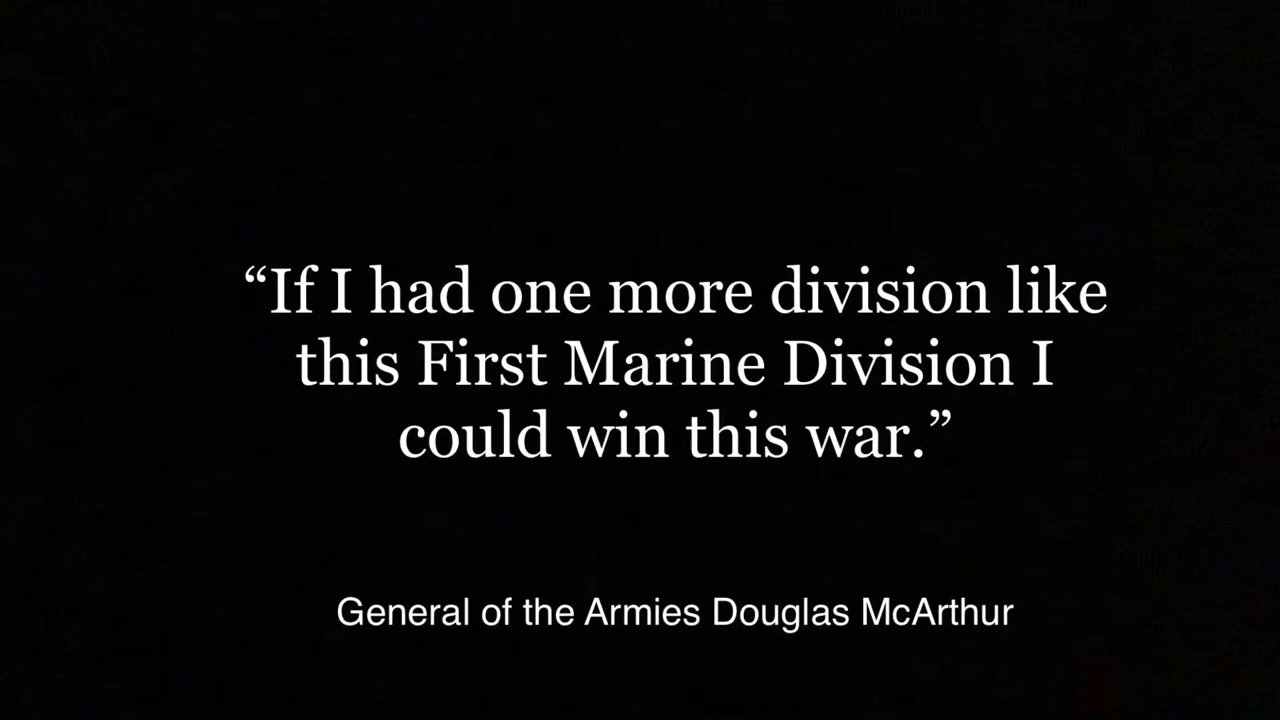 “If I had one more division like
this First Marine Division I
could win this war.”
General of the Armies Douglas McArthur